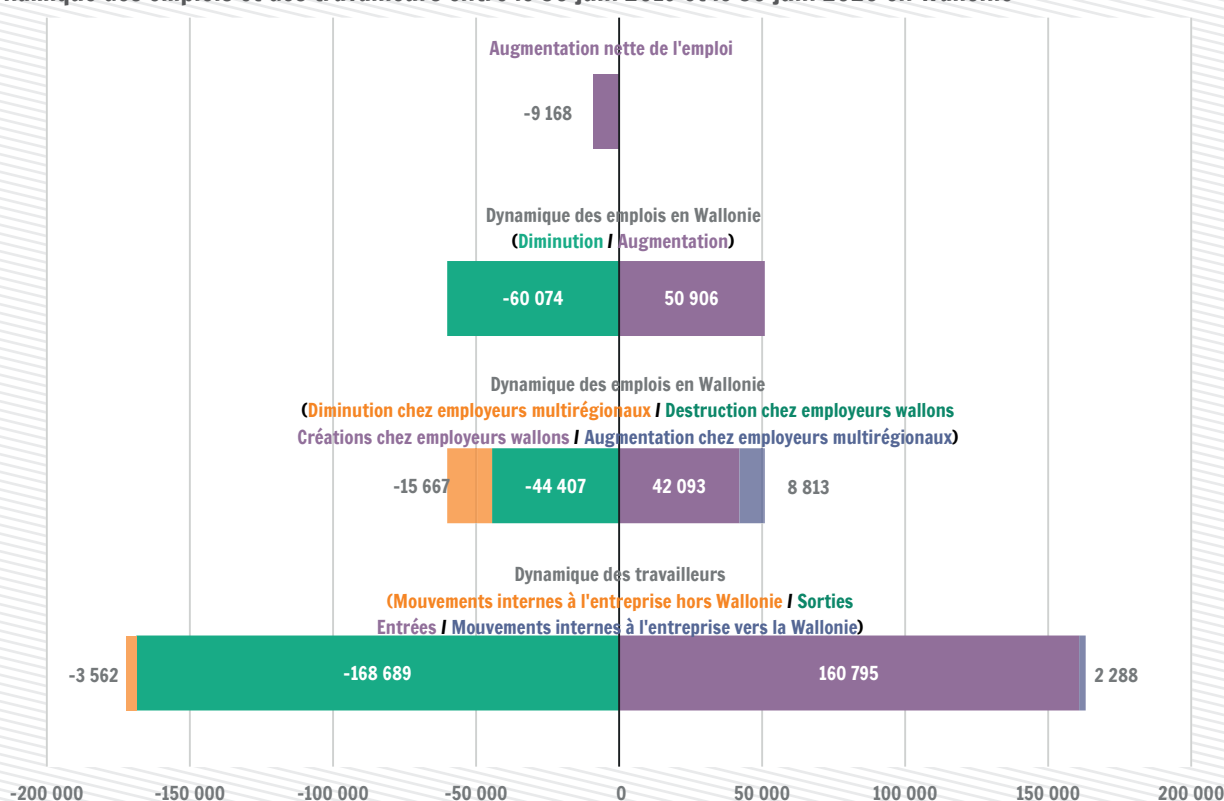 Augmentation nette de l'emploi
-9 168
Dynamique des emplois en Wallonie
(Diminution / Augmentation)
-60 074 50 906
Dynamique des emplois en Wallonie
(Diminution chez employeurs multirégionaux / Destruction chez employeurs wallons
Créations chez employeurs wallons / Augmentation chez employeurs multirégionaux)
-15 667 -44 407 42 093 8 813
Dynamique des travailleurs
(Mouvements internes à l'entreprise hors Wallonie / Sorties
Entrées / Mouvements internes à l'entreprise vers la Wallonie)
-3 562 -168 689 160 795 2 288
-200 000 -150 000 -100 000 -50 000 0 50 000 100 000 150 000 200 000